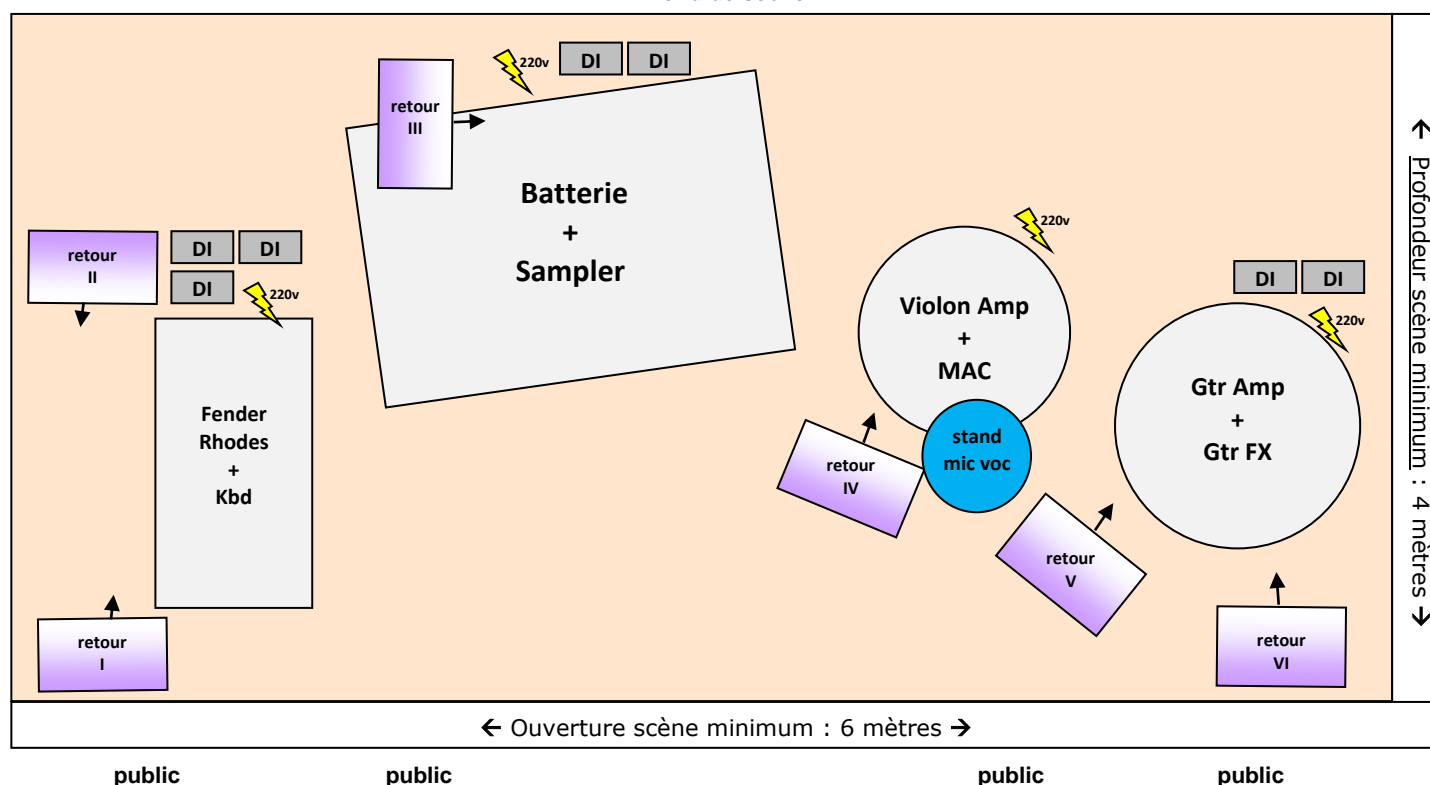 220v
DI
DI
retour
III
Batterie
+
Sampler
retour
II
DI
DI
DI
220v
Fender
Rhodes
+
Kbd
retour
I
220v
Violon Amp
+
MAC
stand
mic voc
retour
IV
retour
V
DI
DI
220v
Gtr Amp
+
Gtr FX
retour
VI
← Profondeur scène minimum : 4 mètres →
← Ouverture scène minimum : 6 mètres →
public
public
public
public